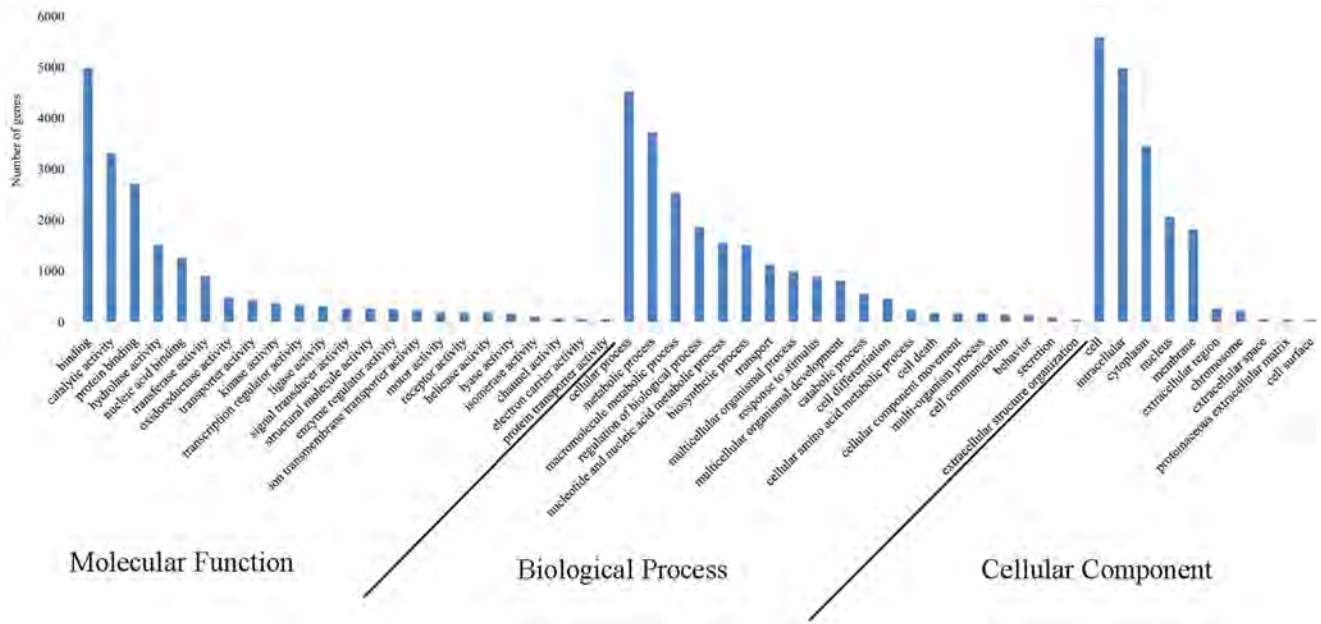 6000
5000
4000
3000
2000
1000
0
Number of genes
binding
catalytic activity
protein binding
hydrolase activity
nucleic acid binding
transferase activity
oxidoreductase activity
transporter activity
kinase activity
transcription regulator activity
ligase activity
signal transducer activity
structural molecule activity
enzyme regulator activity
ion transmembrane transporter activity
motor activity
receptor activity
helicase activity
lyase activity
isomerase activity
channel activity
electron carrier activity
protein transporter activity
cellular process
metabolic process
macromolecule metabolic process
regulation of biological process
nucleotide and nucleic acid metabolic process
biosynthetic process
transport
multicellular organismal process
response to stimulus
multicellular organismal development
catabolic process
cell differentiation
cellular amino acid metabolic process
cell death
cellular component movement
multi-organism process
cell communication
behavior
secretion
extracellular structure organization
cell
intracellular
cytoplasm
nucleus
membrane
extracellular region
chromosome
extracellular space
proteinaceous extracellular matrix
cell surface
Molecular Function
Biological Process
Cellular Component